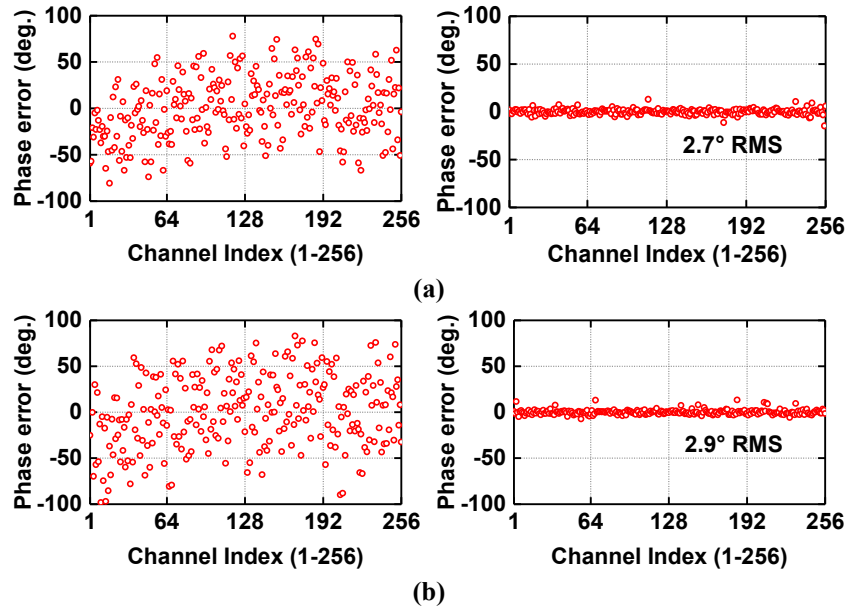 Phase error (deg.)
100
50
0
-50
-100
1 64 128 192 256
Channel Index (1-256)
Phase error (deg.)
100
50
0
-50
-100
2.7° RMS
1 64 128 192 256
Channel Index (1-256)
(a)
Phase error (deg.)
100
50
0
-50
-100
1 64 128 192 256
Channel Index (1-256)
Phase error (deg.)
100
50
0
-50
-100
2.9° RMS
1 64 128 192 256
Channel Index (1-256)
(b)